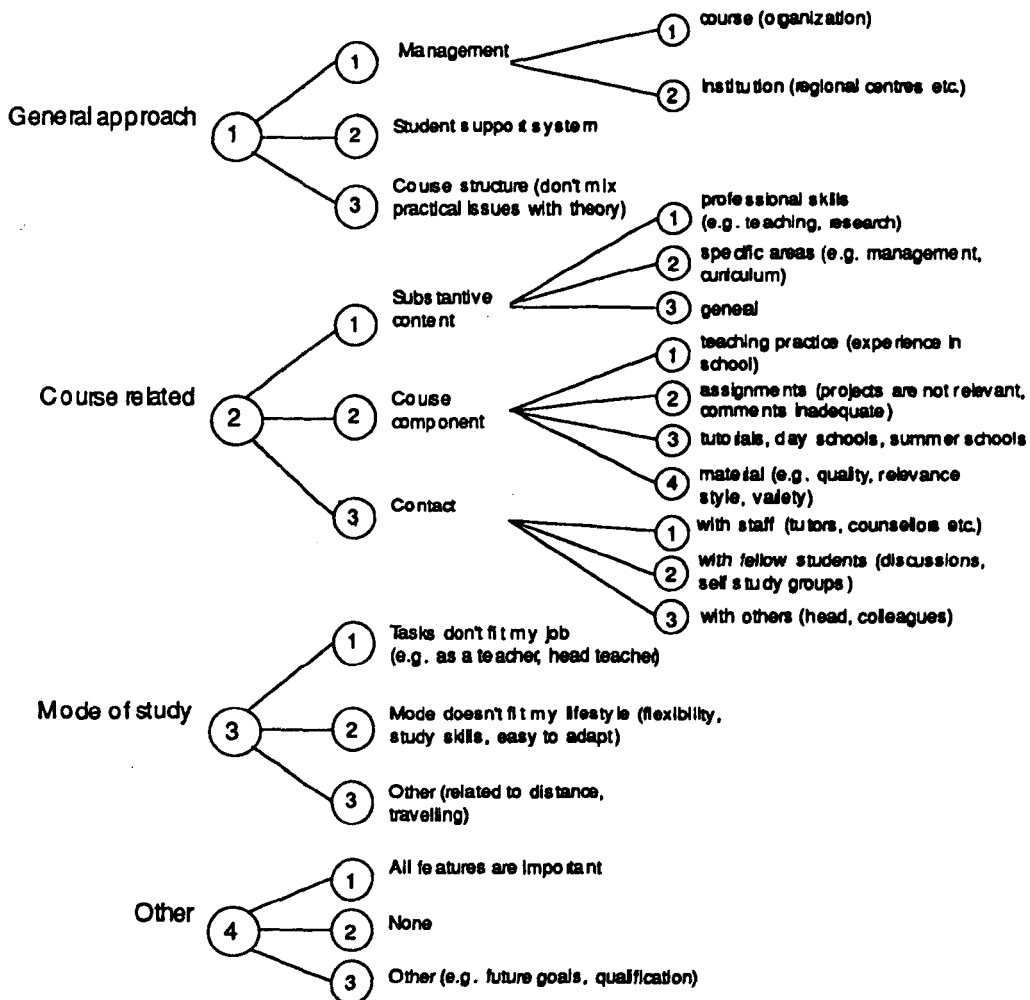 General approach
1
1
Management
1
course (organization)
2
Institution (regional centres etc.)
2
Student support system
3
Course structure (don't mix
practical issues with theory)
Course related
2
1
Substantive
content
1
professional skills
(e.g. teaching, research)
2
specific areas (e.g. management,
curriculum)
3
general
2
Course
component
1
teaching practice (experience in
school)
2
assignments (projects are not relevant,
comments inadequate)
3
tutorials, day schools, summer schools
4
material (e.g. quality, relevance
style, variety)
3
Contact
1
with staff (tutors, counsellors etc.)
2
with fellow students (discussions,
self study groups)
3
with others (head, colleagues)
Mode of study
3
1
Tasks don't fit my job
(e.g. as a teacher, head teacher)
2
Mode doesn't fit my lifestyle (flexibility,
study skills, easy to adapt)
3
Other (related to distance,
travelling)
Other
4
1
All features are important
2
None
3
Other (e.g. future goals, qualification)